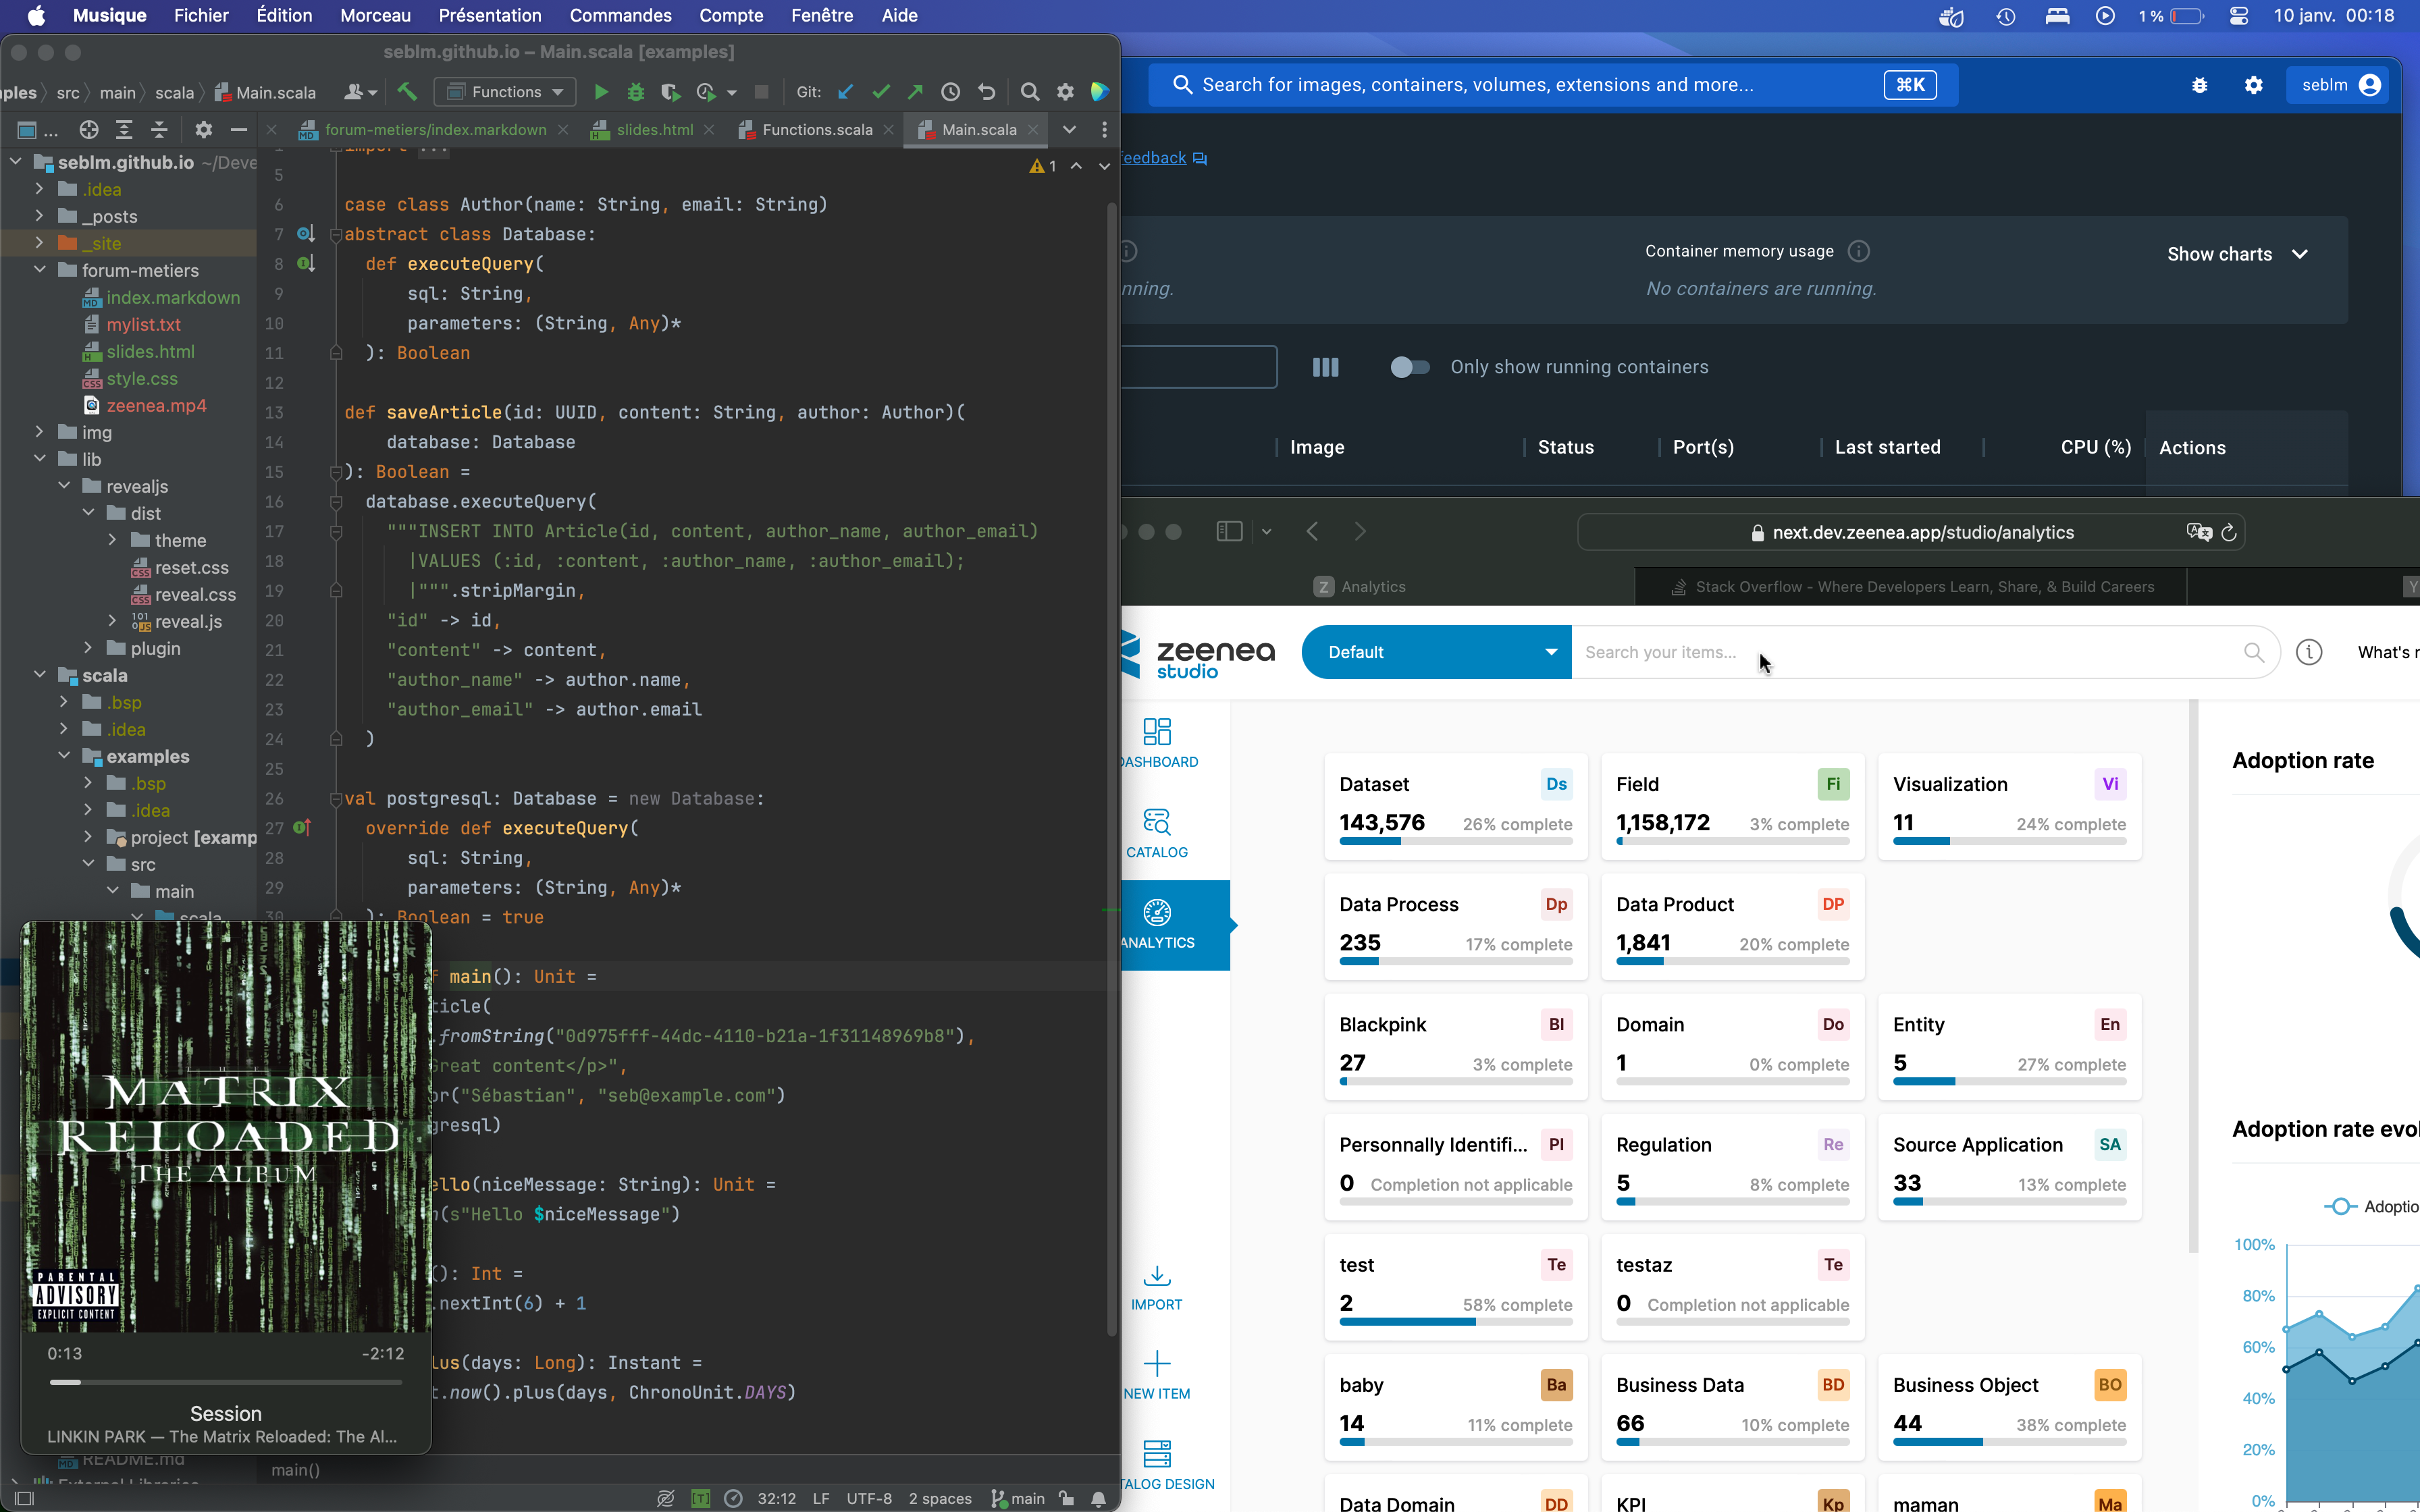 Musique Fichier Édition Morceau Présentation Commandes Compte Fenêtre Aide
1 % 10 janv. 00:18
seblm.github.io – Main.scala [examples]
ples src main scala Main.scala Functions Git:
forum-metiers/index.markdown slides.html Functions.scala Main.scala
seblm.github.io ~/Deve
.idea
_posts
_site
forum-metiers
index.markdown
mylist.txt
slides.html
style.css
zeenea.mp4
img
lib
revealjs
dist
theme
reset.css
reveal.css
reveal.js
plugin
scala
.bsp
.idea
examples
.bsp
.idea
project [examp
src
main
scala
README.md
External Libraries
import ...
1
5
6 case class Author(name: String, email: String)
7 abstract class Database:
8 def executeQuery(
9 sql: String,
10 parameters: (String, Any)*
11 ): Boolean
12
13 def saveArticle(id: UUID, content: String, author: Author)(
14 database: Database
15 ): Boolean =
16 database.executeQuery(
17 """INSERT INTO Article(id, content, author_name, author_email)
18 |VALUES (:id, :content, :author_name, :author_email);
19 |""".stripMargin,
20 "id" -> id,
21 "content" -> content,
22 "author_name" -> author.name,
23 "author_email" -> author.email
24 )
25
26 val postgresql: Database = new Database:
27 override def executeQuery(
28 sql: String,
29 parameters: (String, Any)*
30 ): Boolean = true
f main(): Unit =
ticle(
.fromString("0d975fff-44dc-4110-b21a-1f31148969b8"),
Great content</p>",
or("Sébastian", "seb@example.com")
gresql)
ello(niceMessage: String): Unit =
n(s"Hello $niceMessage")
(): Int =
.nextInt(6) + 1
lus(days: Long): Instant =
t.now().plus(days, ChronoUnit.DAYS)
main()
32:12 LF UTF-8 2 spaces main
MATRIX
RELOADED
THE ALBUM
PARENTAL
ADVISORY
EXPLICIT CONTENT
0:13 -2:12
Session
LINKIN PARK — The Matrix Reloaded: The Al...
Search for images, containers, volumes, extensions and more... ⌘K
seblm
feedback
Container memory usage
Show charts
nning.
No containers are running.
Only show running containers
Image Status Port(s) Last started CPU (%) Actions
next.dev.zeenea.app/studio/analytics
Z Analytics
Stack Overflow - Where Developers Learn, Share, & Build Careers
Y
zeenea
studio
Default
Search your items...
What's
DASHBOARD
CATALOG
ANALYTICS
IMPORT
NEW ITEM
TALOG DESIGN
Dataset Ds
143,576 26% complete
Field Fi
1,158,172 3% complete
Visualization Vi
11 24% complete
Data Process Dp
235 17% complete
Data Product DP
1,841 20% complete
Blackpink Bl
27 3% complete
Domain Do
1 0% complete
Entity En
5 27% complete
Personnally Identifi... PI
0 Completion not applicable
Regulation Re
5 8% complete
Source Application SA
33 13% complete
test Te
2 58% complete
testaz Te
0 Completion not applicable
baby Ba
14 11% complete
Business Data BD
66 10% complete
Business Object BO
44 38% complete
Data Domain DD
KPI Kp
maman Ma
Adoption rate
Adoption rate evol
Adoptio
100%
80%
60%
40%
20%
0%